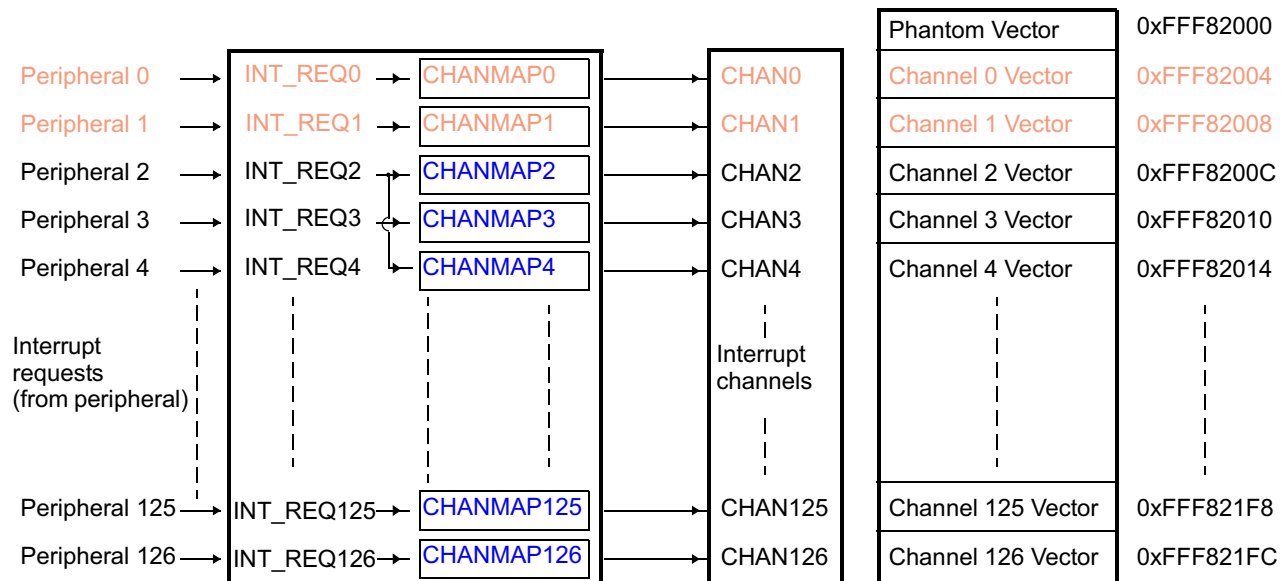 Phantom Vector 0xFFF82000
Peripheral 0 INT_REQ0 CHANMAP0 CHAN0 Channel 0 Vector 0xFFF82004
Peripheral 1 INT_REQ1 CHANMAP1 CHAN1 Channel 1 Vector 0xFFF82008
Peripheral 2 INT_REQ2 CHANMAP2 CHAN2 Channel 2 Vector 0xFFF8200C
Peripheral 3 INT_REQ3 CHANMAP3 CHAN3 Channel 3 Vector 0xFFF82010
Peripheral 4 INT_REQ4 CHANMAP4 CHAN4 Channel 4 Vector 0xFFF82014
Interrupt
requests
(from peripheral)
Interrupt
channels
Peripheral 125 INT_REQ125 CHANMAP125 CHAN125 Channel 125 Vector 0xFFF821F8
Peripheral 126 INT_REQ126 CHANMAP126 CHAN126 Channel 126 Vector 0xFFF821FC